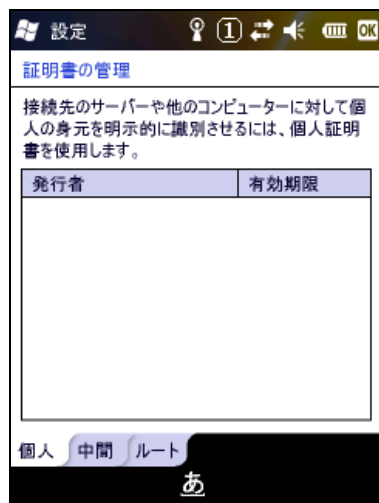 設定 1 OK
証明書の管理
接続先のサーバーや他のコンピューターに対して個
人の身元を明示的に識別させるには、個人証明
書を使用します。
発行者 有効期限
個人 中間 ルート
あ